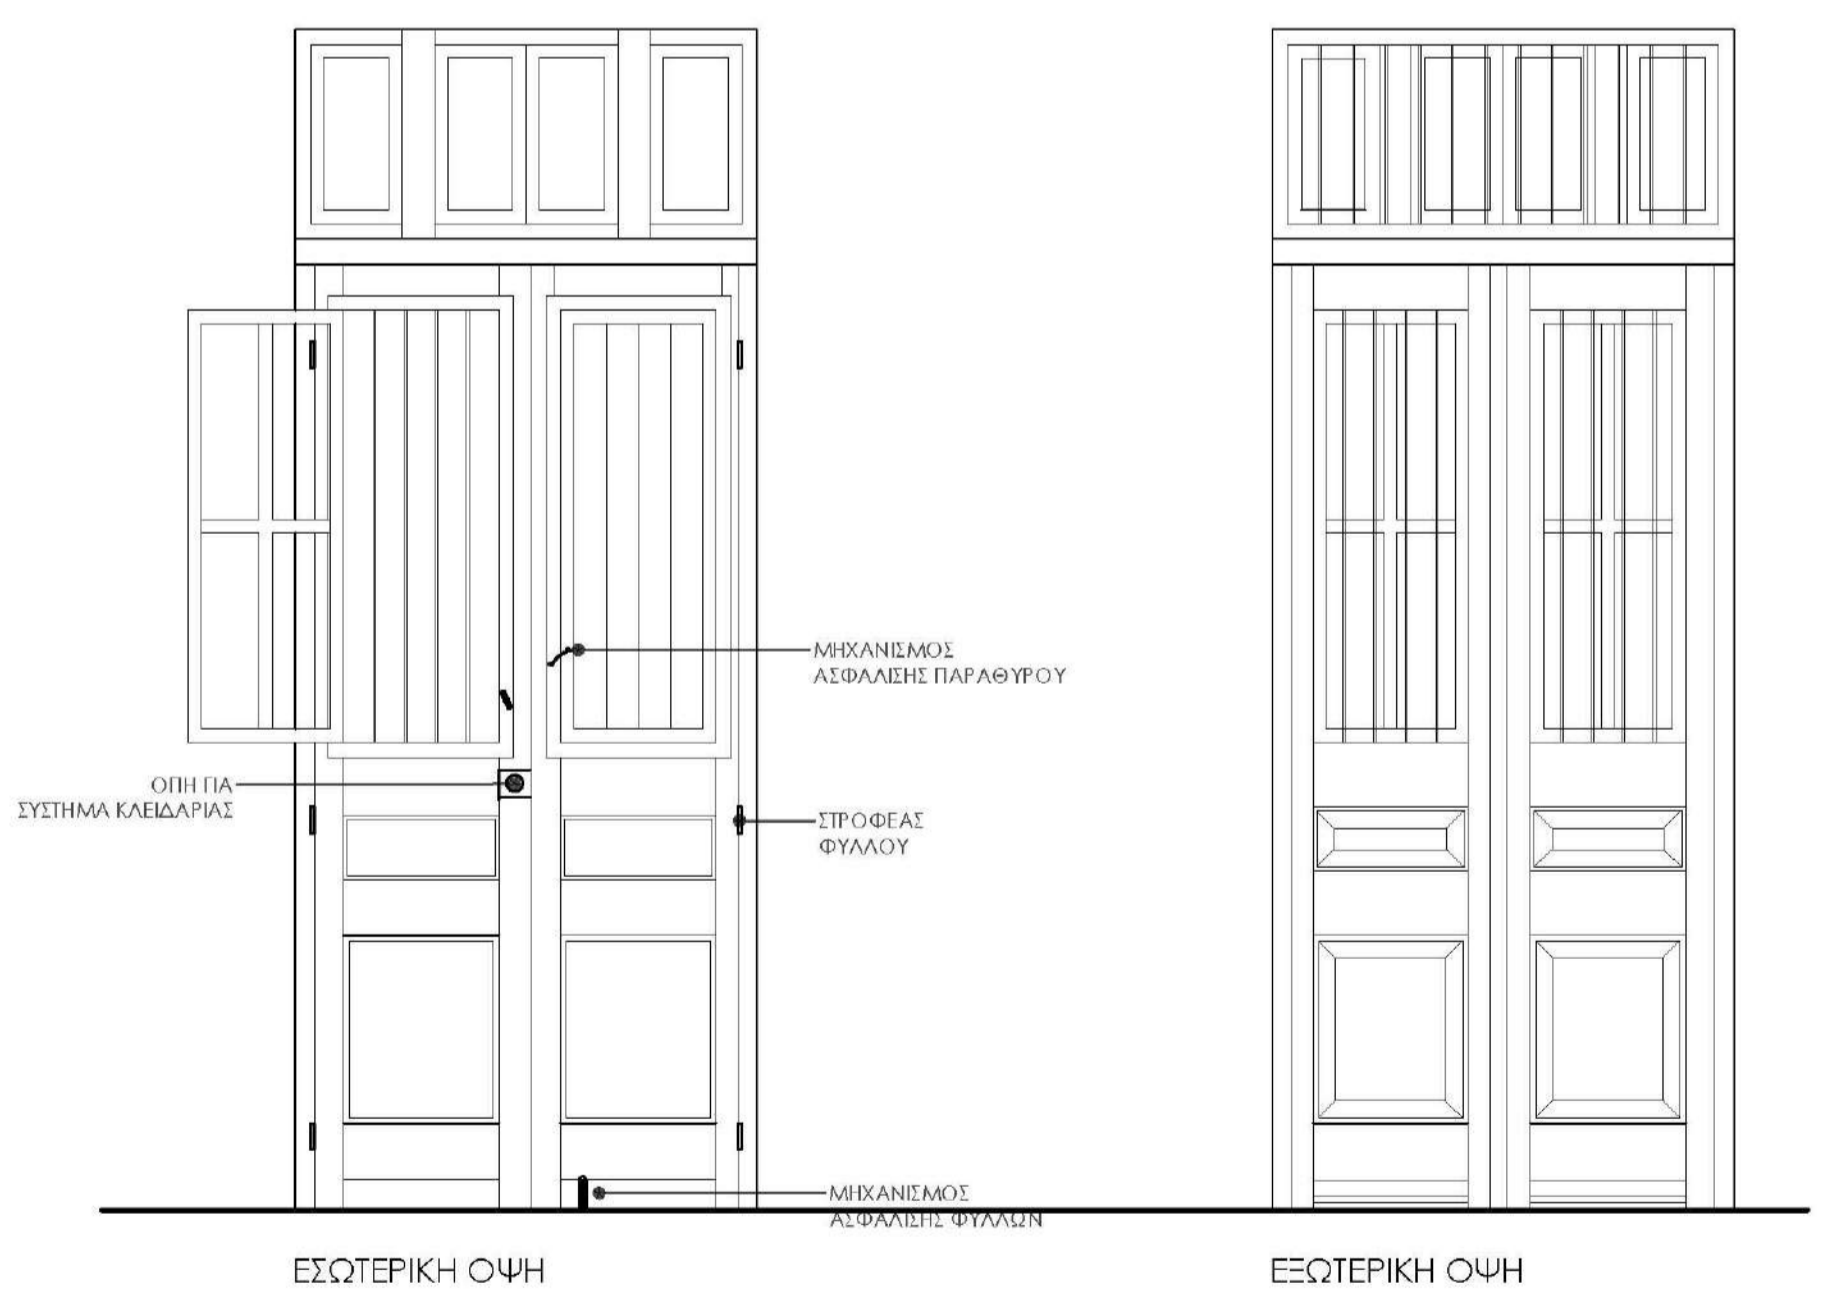 ΜΗΧΑΝΙΣΜΟΣ
ΑΣΦΑΛΙΣΗΣ ΠΑΡΑΘΥΡΟΥ
ΟΠΗ ΓΙΑ
ΣΥΣΤΗΜΑ ΚΛΕΙΔΑΡΙΑΣ
ΣΤΡΟΦΕΑΣ
ΦΥΛΛΟΥ
ΜΗΧΑΝΙΣΜΟΣ
ΑΣΦΑΛΙΣΗΣ ΦΥΛΛΩΝ
ΕΣΩΤΕΡΙΚΗ ΟΨΗ
ΕΞΩΤΕΡΙΚΗ ΟΨΗ